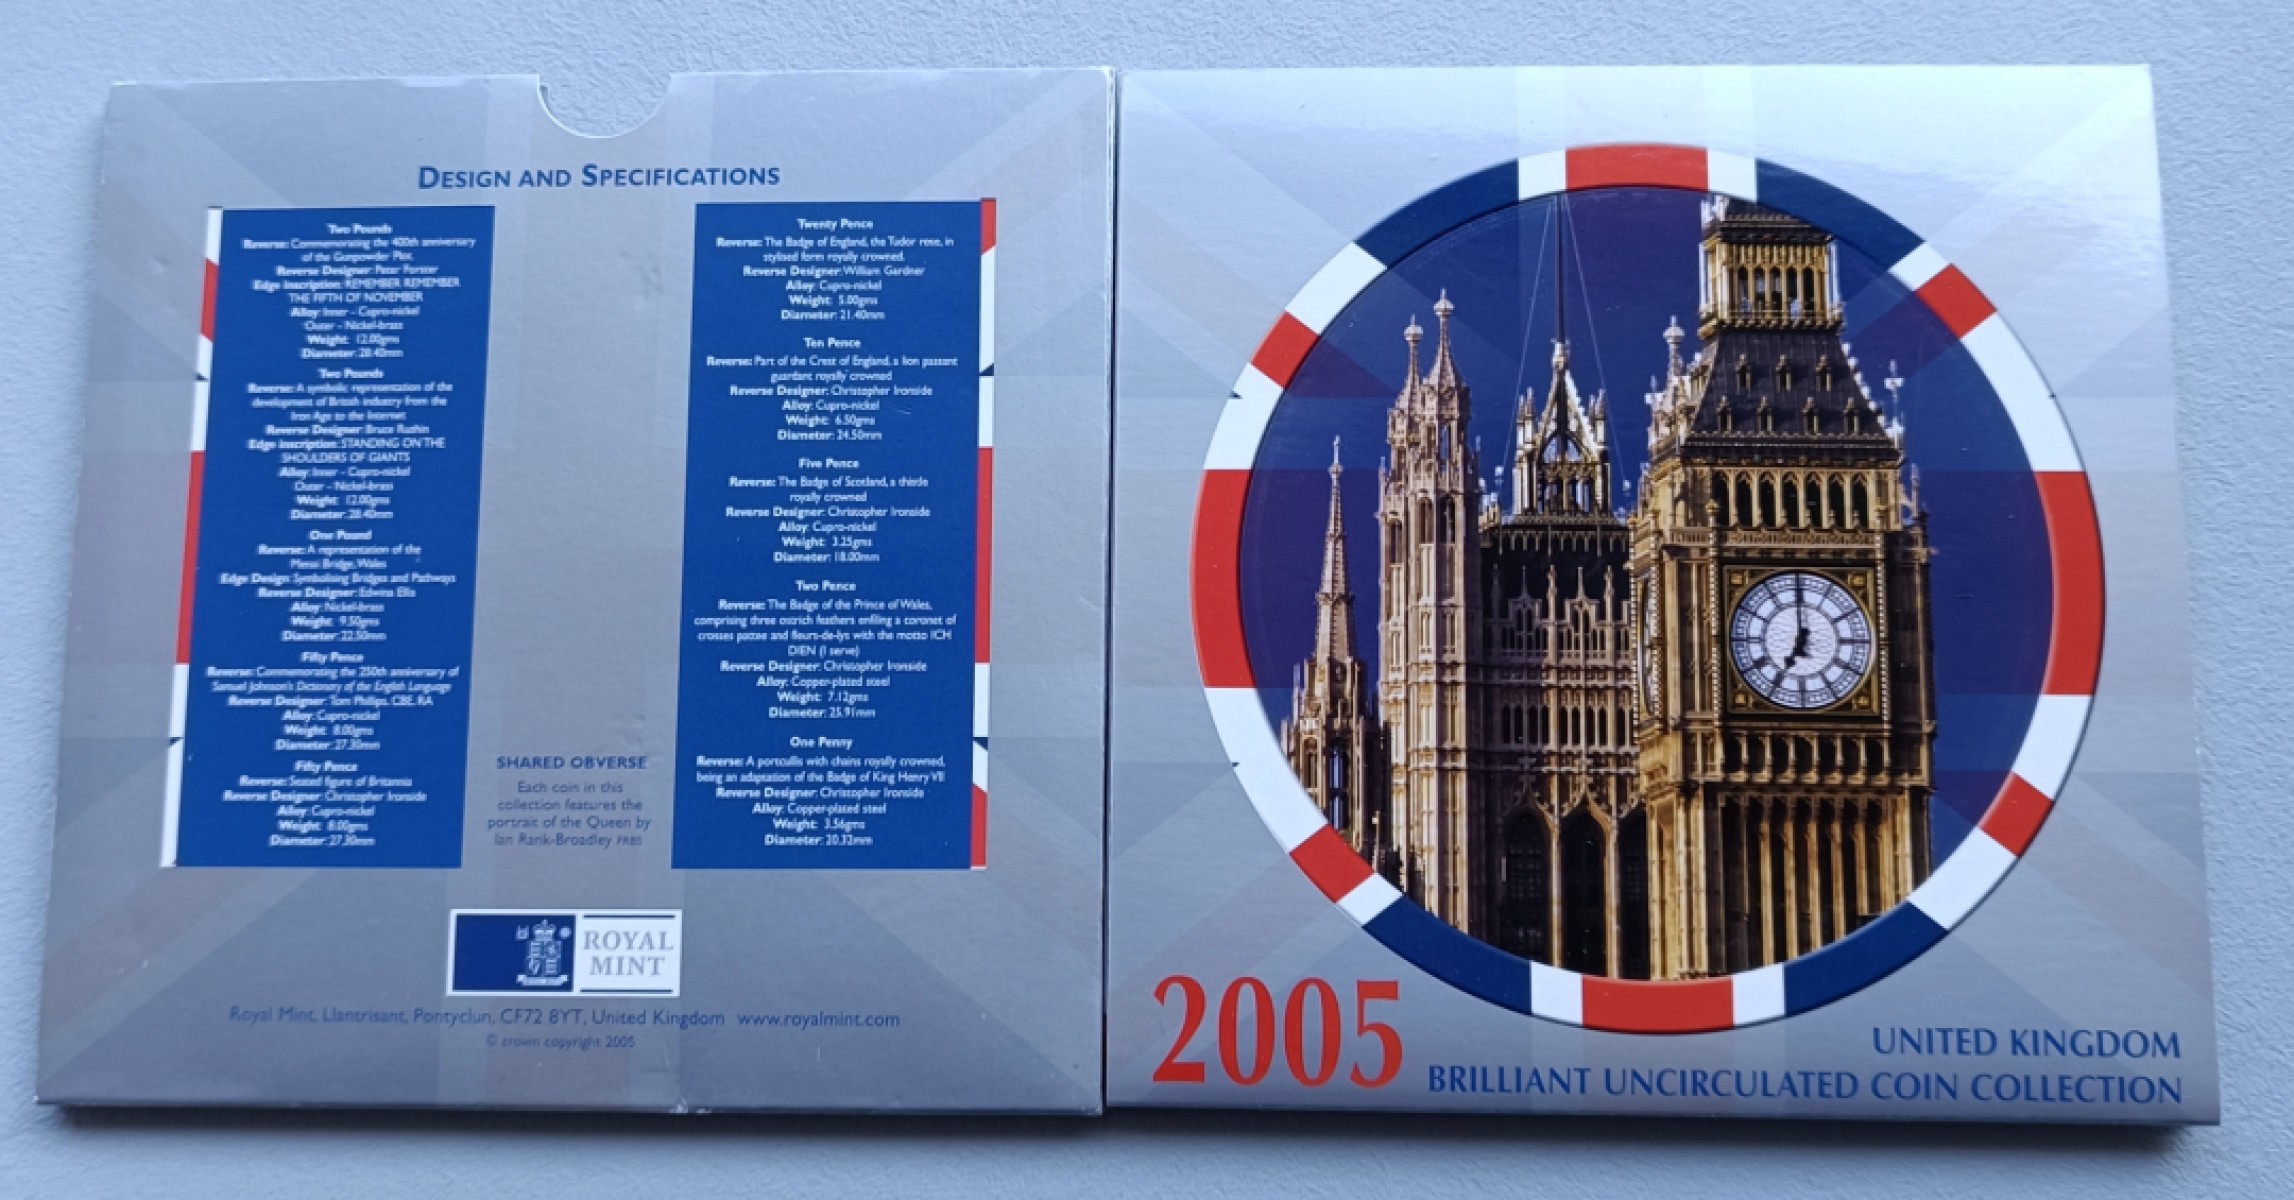 DESIGN AND SPECIFICATIONS
Two Pounds
Reverse: Commemorating the 400th anniversary
of the Gunpowder Plot.
Reverse Designer: Peter Forster
Edge inscription: REMEMBER REMEMBER
THE FIFTH OF NOVEMBER
Alloy: Inner - Cupro-nickel
Outer - Nickel-brass
Weight: 12.00gms
Diameter: 28.40mm
Two Pounds
Reverse: A symbolic representation of the
development of British industry from the
Iron Age to the Internet
Reverse Designer: Bruce Rushin
Edge inscription: STANDING ON THE
SHOULDERS OF GIANTS
Alloy: Inner - Cupro-nickel
Outer - Nickel-brass
Weight: 12.00gms
Diameter: 28.40mm
One Pound
Reverse: A representation of the
Menai Bridge, Wales
Edge Design: Symbolising Bridges and Pathways
Reverse Designer: Edwina Ellis
Alloy: Nickel-brass
Weight: 9.50gms
Diameter: 22.50mm
Fifty Pence
Reverse: Commemorating the 250th anniversary of
Samuel Johnson's Dictionary of the English Language
Reverse Designer: Tom Phillips, CBE, RA
Alloy: Cupro-nickel
Weight: 8.00gms
Diameter: 27.30mm
Fifty Pence
Reverse: Seated figure of Britannia
Reverse Designer: Christopher Ironside
Alloy: Cupro-nickel
Weight: 8.00gms
Diameter: 27.30mm
SHARED OBVERSE
Each coin in this
collection features the
portrait of the Queen by
Ian Rank-Broadley FRBS
Twenty Pence
Reverse: The Badge of England, the Tudor rose, in
stylised form royally crowned.
Reverse Designer: William Gardner
Alloy: Cupro-nickel
Weight: 5.00gms
Diameter: 21.40mm
Ten Pence
Reverse: Part of the Crest of England, a lion passant
guardant royally crowned
Reverse Designer: Christopher Ironside
Alloy: Cupro-nickel
Weight: 6.50gms
Diameter: 24.50mm
Five Pence
Reverse: The Badge of Scotland, a thistle
royally crowned
Reverse Designer: Christopher Ironside
Alloy: Cupro-nickel
Weight: 3.25gms
Diameter: 18.00mm
Two Pence
Reverse: The Badge of the Prince of Wales,
comprising three ostrich feathers enfiling a coronet of
crosses pattee and fleurs-de-lys with the motto ICH
DIEN (I serve)
Reverse Designer: Christopher Ironside
Alloy: Copper-plated steel
Weight: 7.12gms
Diameter: 25.91mm
One Penny
Reverse: A portcullis with chains royally crowned,
being an adaptation of the Badge of King Henry VII
Reverse Designer: Christopher Ironside
Alloy: Copper-plated steel
Weight: 3.56gms
Diameter: 20.32mm
ROYAL
MINT
Royal Mint, Llantrisant, Pontyclun, CF72 8YT, United Kingdom www.royalmint.com
© crown copyright 2005
2005
UNITED KINGDOM
BRILLIANT UNCIRCULATED COIN COLLECTION